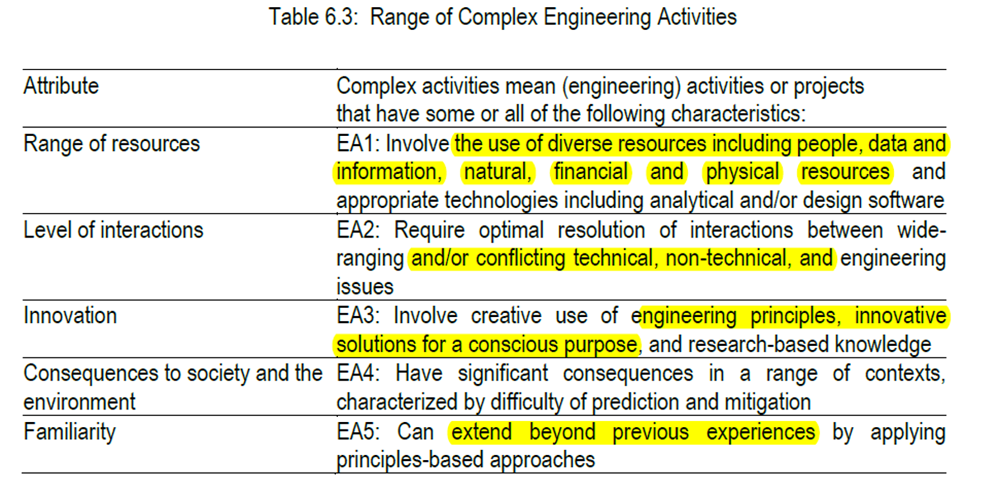 Table 6.3: Range of Complex Engineering Activities
Attribute
Complex activities mean (engineering) activities or projects
that have some or all of the following characteristics:
Range of resources
EA1: Involve the use of diverse resources including people, data and
information, natural, financial and physical resources and
appropriate technologies including analytical and/or design software
Level of interactions
EA2: Require optimal resolution of interactions between wide-
ranging and/or conflicting technical, non-technical, and engineering
issues
Innovation
EA3: Involve creative use of engineering principles, innovative
solutions for a conscious purpose, and research-based knowledge
Consequences to society and the
environment
EA4: Have significant consequences in a range of contexts,
characterized by difficulty of prediction and mitigation
Familiarity
EA5: Can extend beyond previous experiences by applying
principles-based approaches